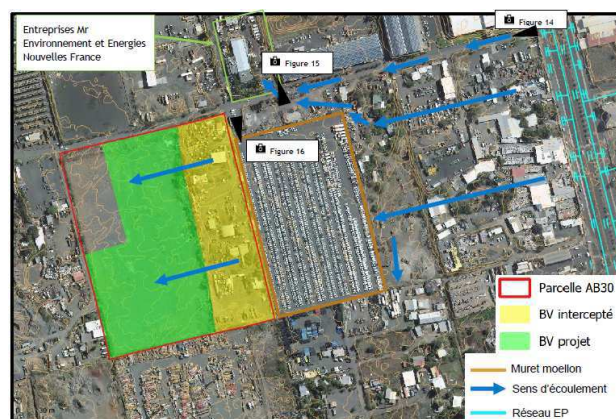 Entreprises Mr
Environnement et Energies
Nouvelles France
Figure 14
Figure 15
Figure 16
Parcelle AB30
BV intercepté
BV projet
Muret moellon
Sens d'écoulement
Réseau EP